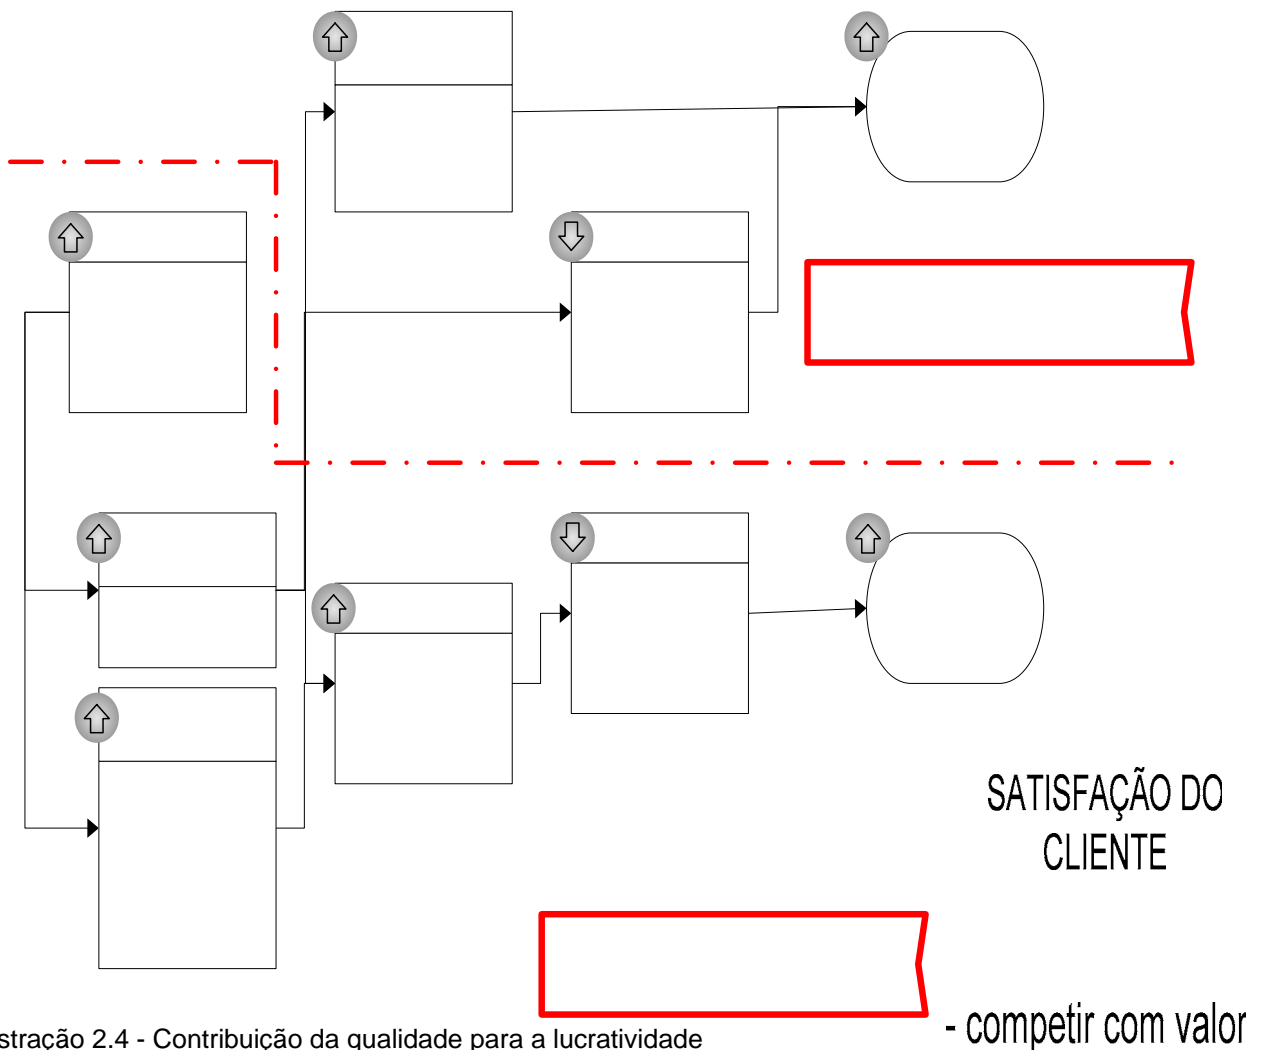 SATISFAÇÃO DO
CLIENTE
- competir com valor
stração 2.4 - Contribuição da qualidade para a lucratividade